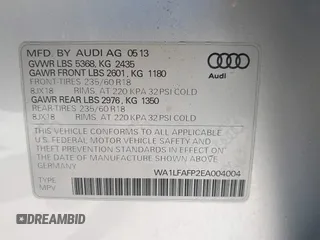 MFD. BY AUDI AG 05 13
GVWR LBS 5368, KG 2435
GAWR FRONT LBS 2601, KG 1180
FRONT-TIRES 235/60 R18
8JX18 RIMS, AT 220 KPA 32 PSI COLD
GAWR REAR LBS 2976, KG 1350
REAR-TIRES 235/60 R18
8JX18 RIMS, AT 220 KPA 32 PSI COLD
THIS VEHICLE CONFORMS TO ALL APPLICABLE
U.S. FEDERAL MOTOR VEHICLE SAFETY AND
THEFT PREVENTION STANDARDS IN EFFECT ON
THE DATE OF MANUFACTURE SHOWN ABOVE.
GERMANY
TYPE: WA1LFAFP2EA004004
MPV
Audi
DREAMBID